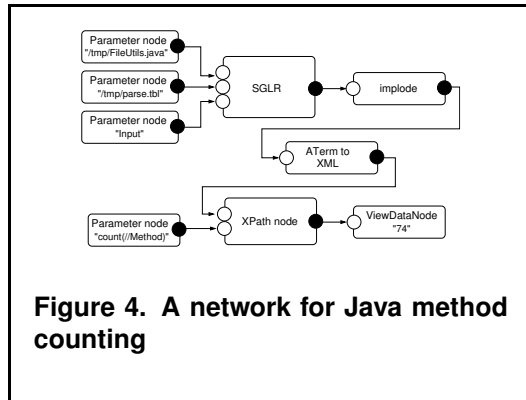 Parameter node
"/tmp/FileUtils.java"
Parameter node
"/tmp/parse.tbl"
Parameter node
"Input"
SGLR
implode
ATerm to
XML
Parameter node
"count(//Method)"
XPath node
ViewDataNode
"74"
Figure 4. A network for Java method
counting